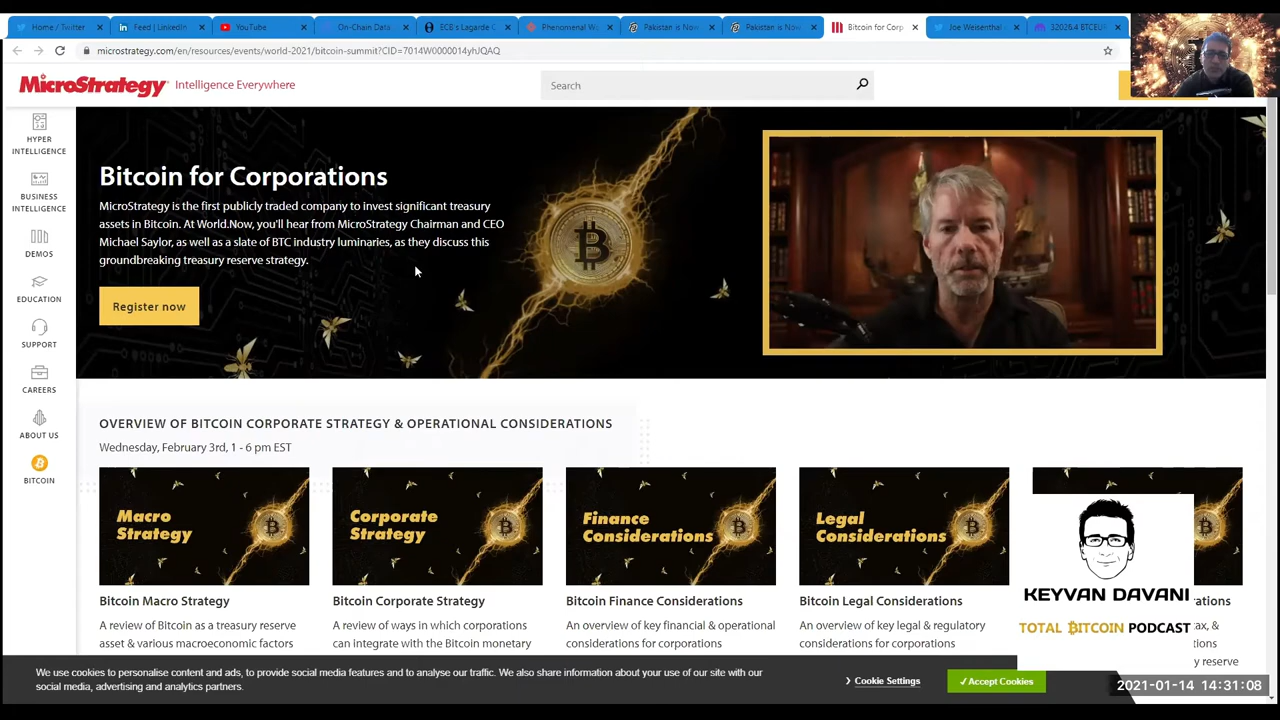 Home / Twitter
Feed | LinkedIn
YouTube
On-Chain Data
ECB's Lagarde C
Phenomenal W
Pakistan is Now
Pakistan is Now
Bitcoin for Corp
Joe Weisenthal
32026.4 BTCEU
microstrategy.com/en/resources/events/world-2021/bitcoin-summit?CID=7014W0000014yhJQAQ
MicroStrategy Intelligence Everywhere
Search
HYPER
INTELLIGENCE
BUSINESS
INTELLIGENCE
DEMOS
EDUCATION
SUPPORT
CAREERS
ABOUT US
BITCOIN
Bitcoin for Corporations
MicroStrategy is the first publicly traded company to invest significant treasury
assets in Bitcoin. At World.Now, you'll hear from MicroStrategy Chairman and CEO
Michael Saylor, as well as a slate of BTC industry luminaries, as they discuss this
groundbreaking treasury reserve strategy.
Register now
OVERVIEW OF BITCOIN CORPORATE STRATEGY & OPERATIONAL CONSIDERATIONS
Wednesday, February 3rd, 1 - 6 pm EST
Macro
Strategy
Bitcoin Macro Strategy
A review of Bitcoin as a treasury reserve
asset & various macroeconomic factors
Corporate
Strategy
Bitcoin Corporate Strategy
A review of ways in which corporations
can integrate with the Bitcoin monetary
Finance
Considerations
Bitcoin Finance Considerations
An overview of key financial & operational
considerations for corporations
Legal
Considerations
Bitcoin Legal Considerations
An overview of key legal & regulatory
considerations for corporations
rations
tax, &
ions
y reserve
KEYVAN DAVANI
TOTAL BITCOIN PODCAST
We use cookies to personalise content and ads, to provide social media features and to analyse our traffic. We also share information about your use of our site with our
social media, advertising and analytics partners.
Cookie Settings
✓Accept Cookies
2021-01-14 14:31:08